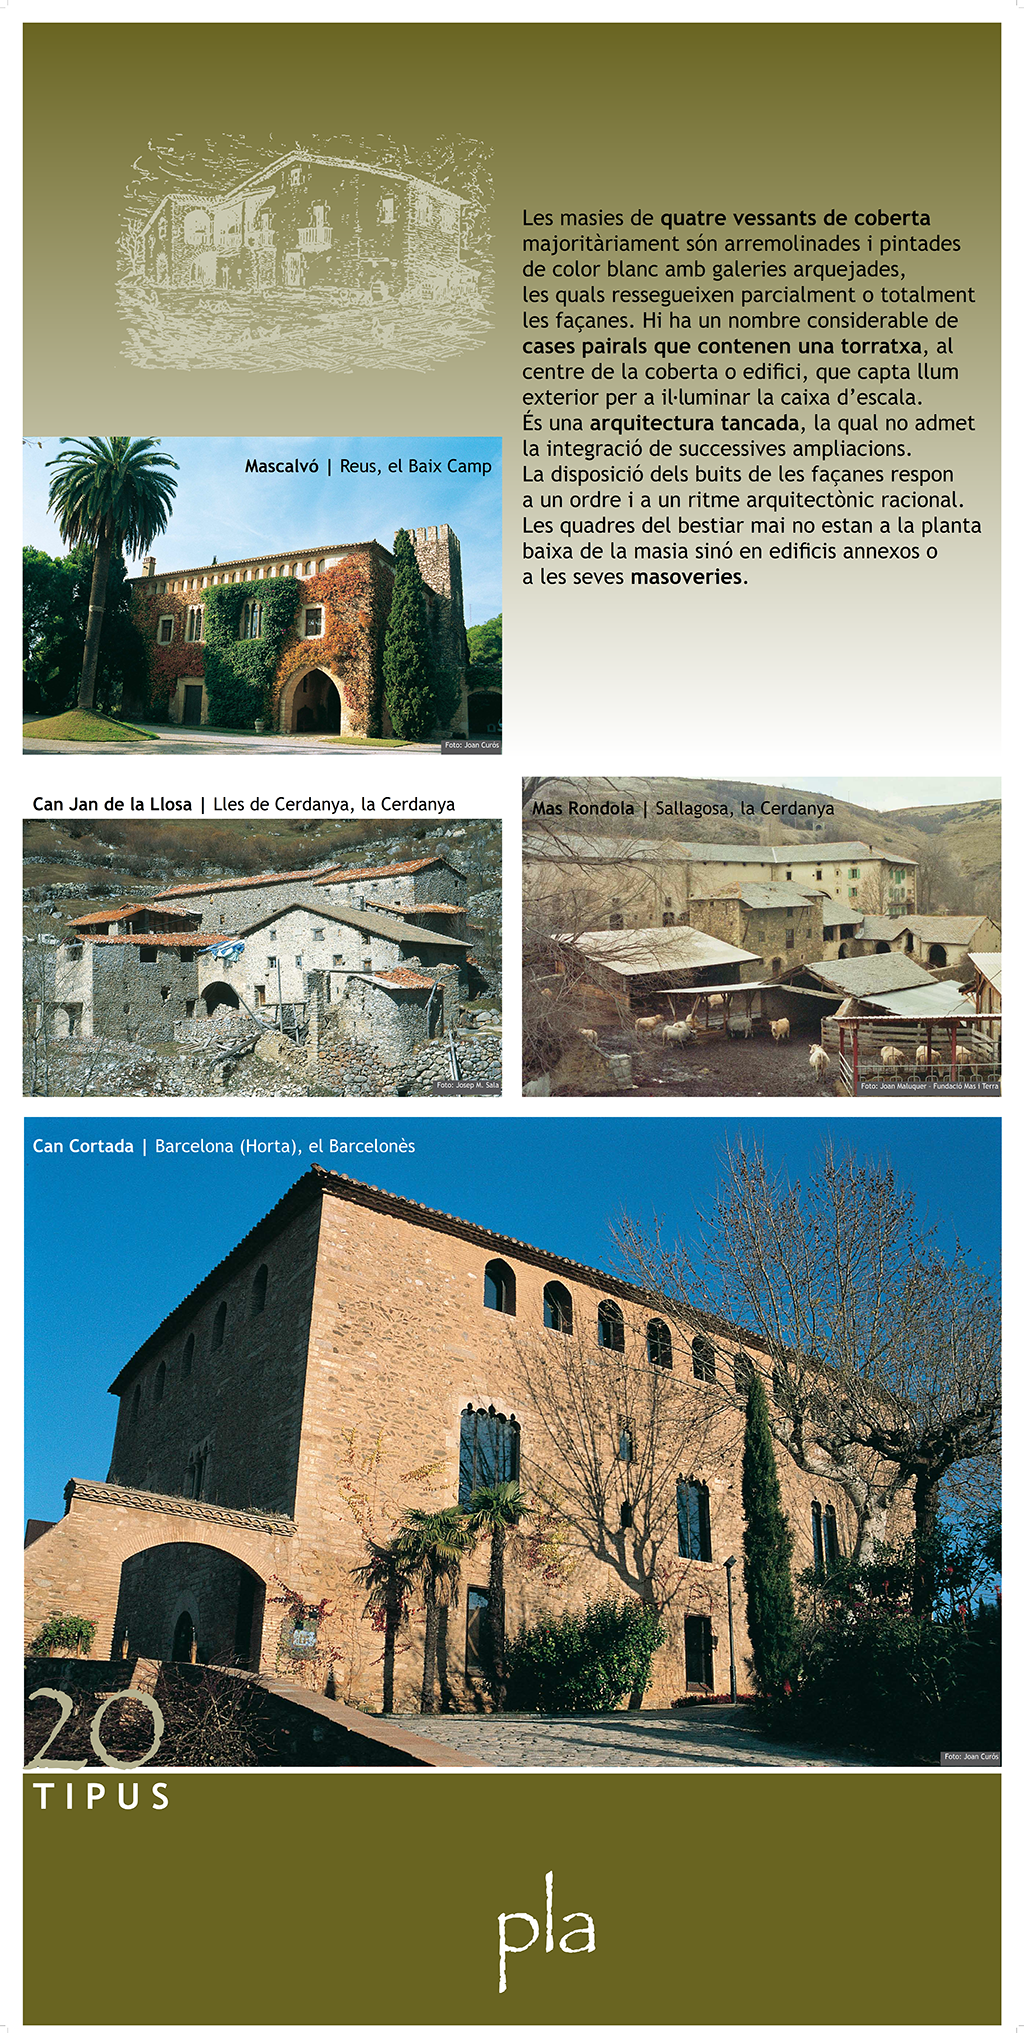 Les masies de quatre vessants de coberta
majoritàriament són arremolinades i pintades
de color blanc amb galeries arquejades,
les quals ressegueixen parcialment o totalment
les façanes. Hi ha un nombre considerable de
cases pairals que contenen una torratxa, al
centre de la coberta o edifici, que capta llum
exterior per a il·luminar la caixa d’escala.
És una arquitectura tancada, la qual no admet
la integració de successives ampliacions.
La disposició dels buits de les façanes respon
a un ordre i a un ritme arquitectònic racional.
Les quadres del bestiar mai no estan a la planta
baixa de la masia sinó en edificis annexos o
a les seves masoveries.
Mascalvó | Reus, el Baix Camp
Foto: Joan Curós
Can Jan de la Llosa | Lles de Cerdanya, la Cerdanya
Foto: Josep M. Sala
Mas Rondola | Sallagosa, la Cerdanya
Foto: Joan Maluquer - Fundació Mas i Terra
Can Cortada | Barcelona (Horta), el Barcelonès
Foto: Joan Curós
20
TIPUS
pla